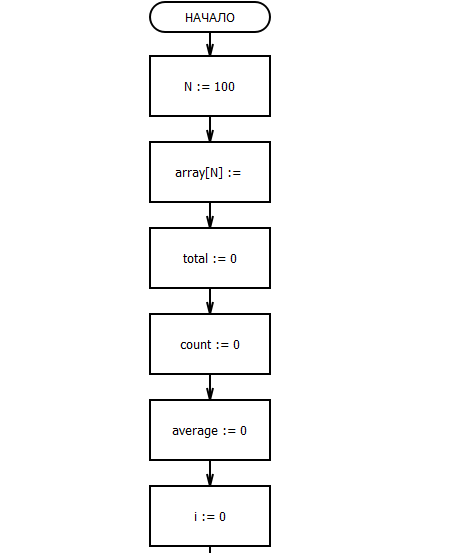 НАЧАЛО
N := 100
array[N] :=
total := 0
count := 0
average := 0
i := 0